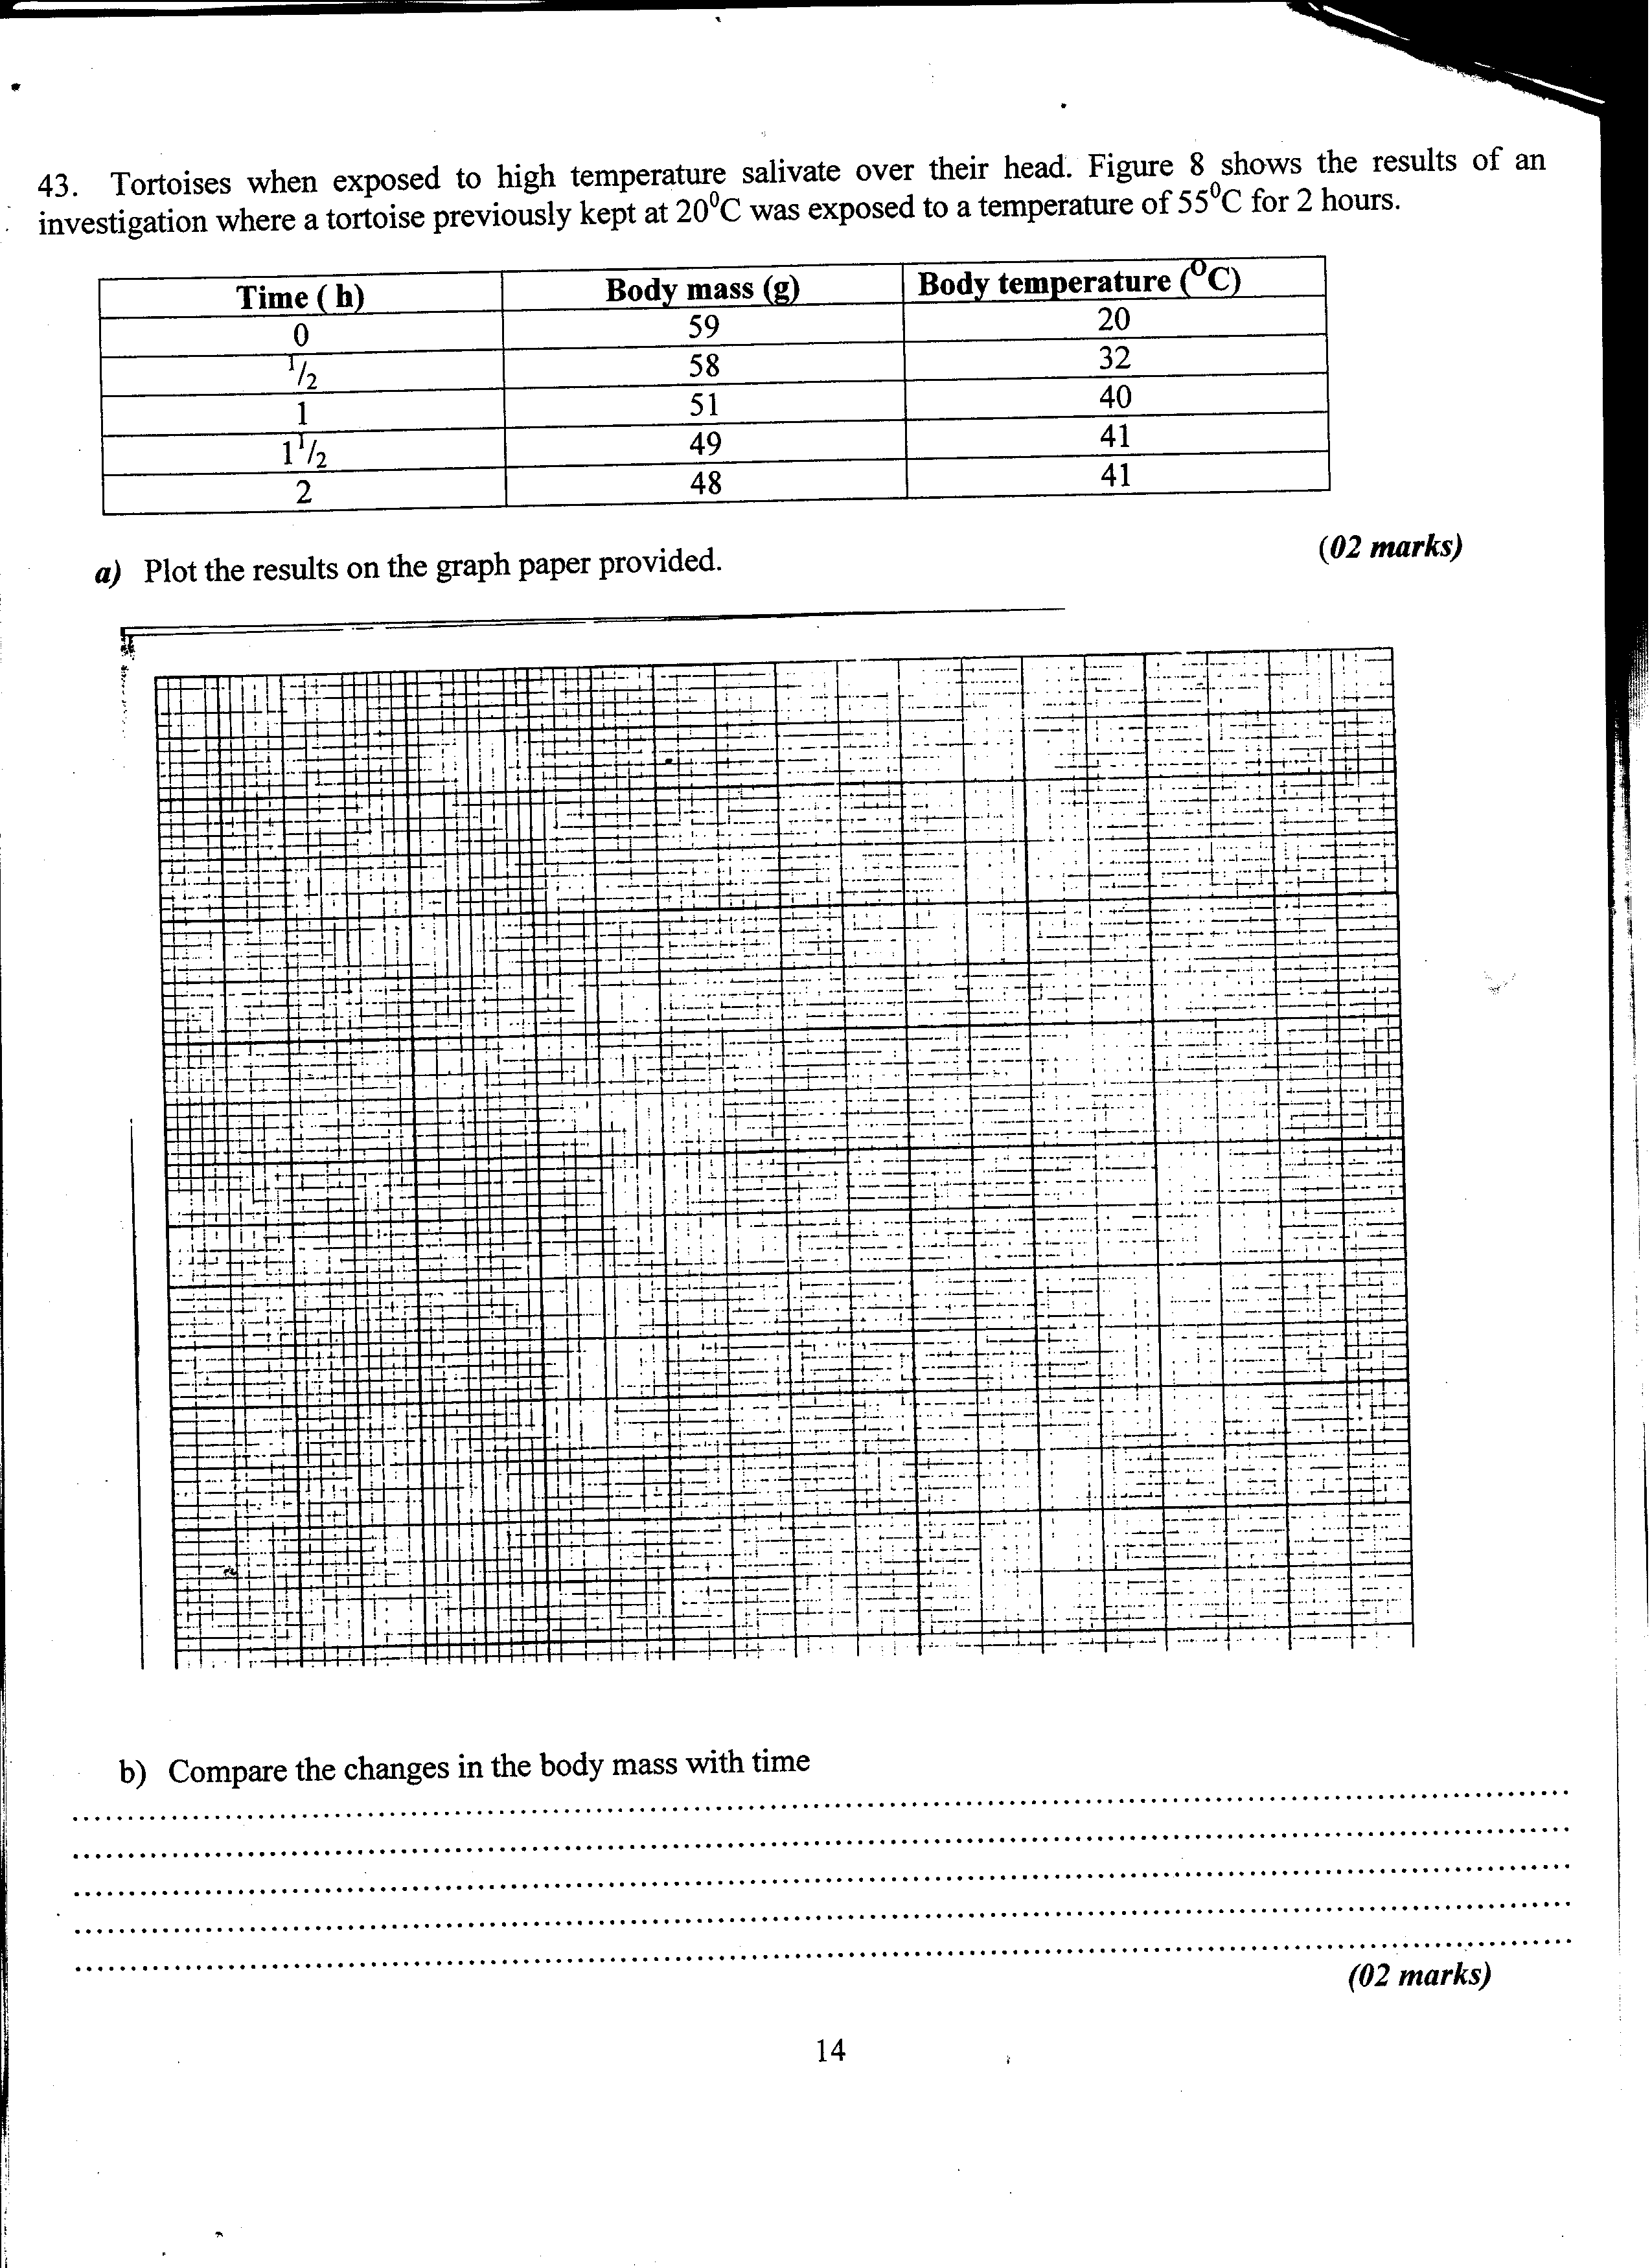 43. Tortoises when exposed to high temperature salivate over their head. Figure 8 shows the results of an
investigation where a tortoise previously kept at 20⁰C was exposed to a temperature of 55⁰C for 2 hours.
Time ( h) Body mass (g) Body temperature (⁰C)
0 59 20
1/2 58 32
1 51 40
1 1/2 49 41
2 48 41
a) Plot the results on the graph paper provided. (02 marks)
b) Compare the changes in the body mass with time
(02 marks)
14